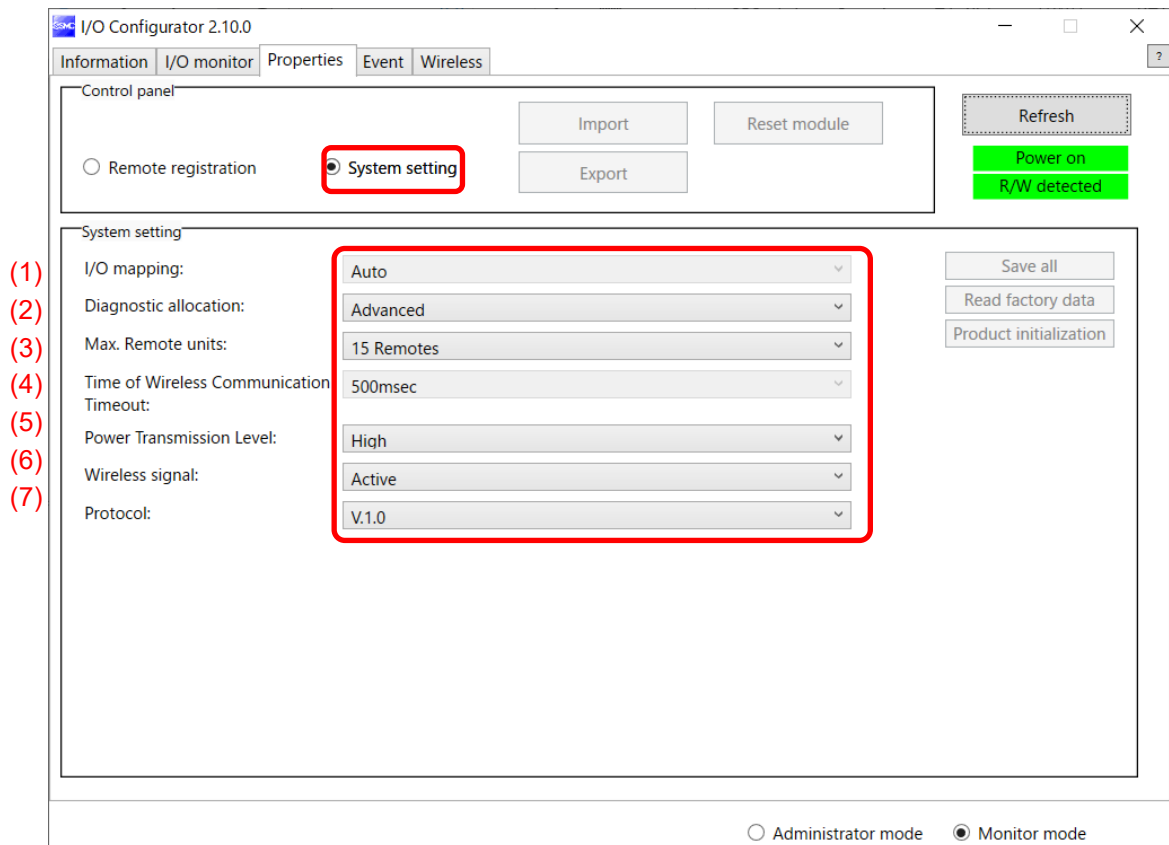 SMC I/O Configurator 2.10.0
Information I/O monitor Properties Event Wireless ?
Control panel
Import Reset module Refresh
Remote registration System setting Export
Power on
R/W detected
System setting
(1) I/O mapping: Auto Save all
(2) Diagnostic allocation: Advanced Read factory data
(3) Max. Remote units: 15 Remotes Product initialization
(4) Time of Wireless Communication 500msec
Timeout:
(5) Power Transmission Level: High
(6) Wireless signal: Active
(7) Protocol: V.1.0
Administrator mode Monitor mode